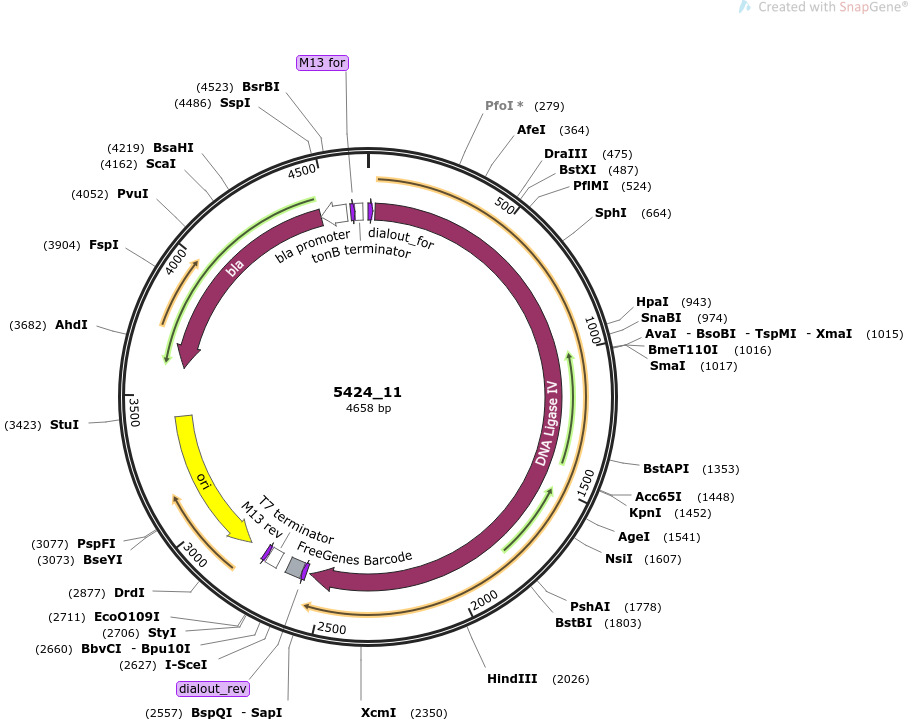 Created with SnapGene®
M13 for
(4523) BsrBI
(4486) SspI
PfoI * (279)
AfeI (364)
(4219) BsaHI
(4162) ScaI
DraIII (475)
BstXI (487)
PflMI (524)
(4052) PvuI
SphI (664)
(3904) FspI
4500
500
4000
bla promoter
dialout_for
tonB terminator
bla
HpaI (943)
SnaBI (974)
AvaI - BsoBI - TspMI - XmaI (1015)
BmeT110I (1016)
SmaI (1017)
1000
(3682) AhdI
5424_11
4658 bp
3500
DNA Ligase IV
(3423) StuI
BstAPI (1353)
Acc65I (1448)
KpnI (1452)
1500
AgeI (1541)
NsiI (1607)
ori
T7 terminator
M13 rev
FreeGenes Barcode
(3077) PspFI
(3073) BseYI
3000
(2877) DrdI
2000
PshAI (1778)
BstBI (1803)
(2711) EcoO109I
(2706) StyI
(2660) BbvCI - Bpu10I
(2627) I-SceI
2500
dialout_rev
HindIII (2026)
(2557) BspQI - SapI
XcmI (2350)